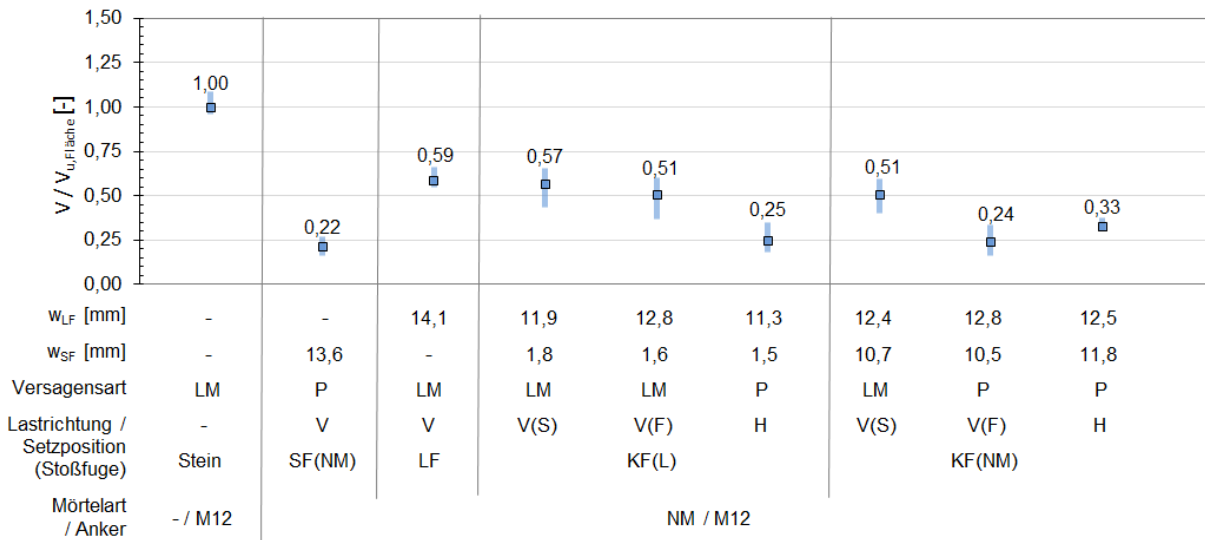 1,50
1,25
1,00
0,75
0,50
0,25
0,00
V / Vu,Fläche [-]
1,00
0,22
0,59
0,57
0,51
0,25
0,51
0,24
0,33
wLF [mm] - - 14,1 11,9 12,8 11,3 12,4 12,8 12,5
wSF [mm] - 13,6 - 1,8 1,6 1,5 10,7 10,5 11,8
Versagensart LM P LM LM LM P LM P P
Lastrichtung / - V V V(S) V(F) H V(S) V(F) H
Setzposition
(Stoßfuge) Stein SF(NM) LF KF(L) KF(NM)
Mörtelart
/ Anker - / M12 NM / M12